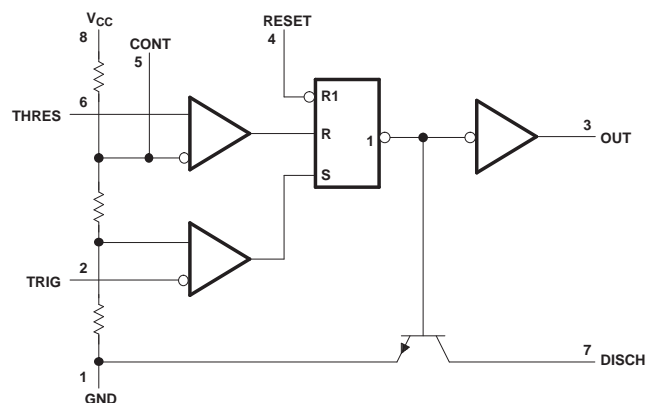 VCC
8
CONT
5
RESET
4
6
THRES
R1
R
1
S
3
OUT
2
TRIG
7
DISCH
1
GND